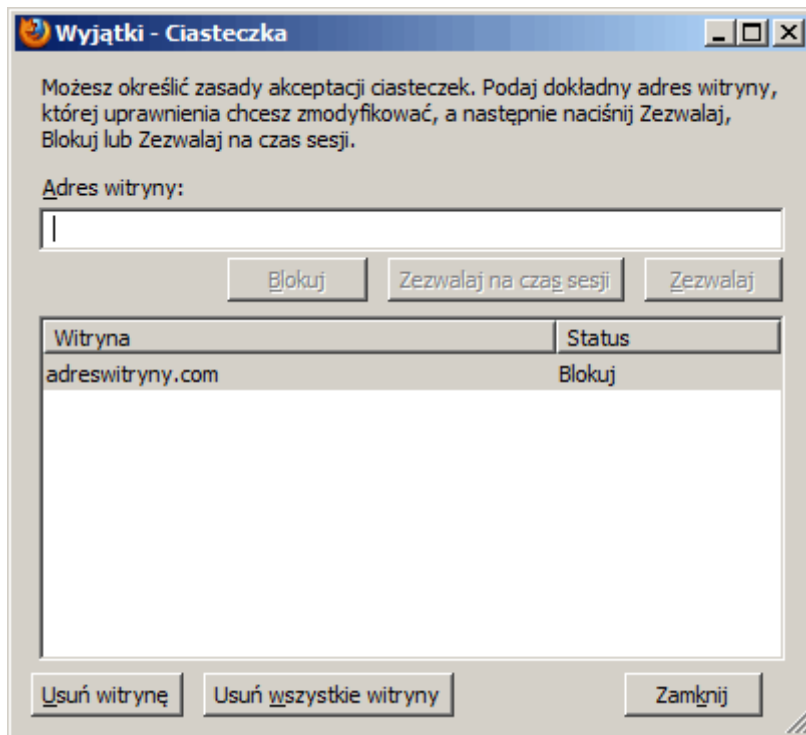 Wyjątki - Ciasteczka
Możesz określić zasady akceptacji ciasteczek. Podaj dokładny adres witryny,
której uprawnienia chcesz zmodyfikować, a następnie naciśnij Zezwalaj,
Blokuj lub Zezwalaj na czas sesji.
Adres witryny:
Blokuj Zezwalaj na czas sesji Zezwalaj
Witryna Status
adreswitryny.com Blokuj
Usuń witrynę Usuń wszystkie witryny Zamknij